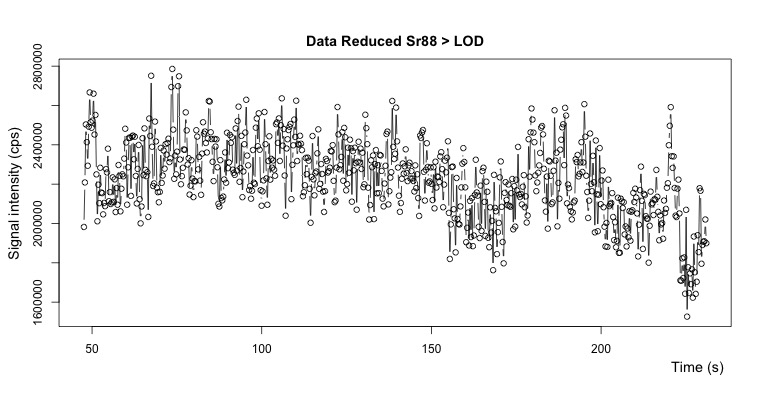 Data Reduced Sr88 > LOD
Signal intensity (cps)
2800000
2400000
2000000
1600000
50 100 150 200
Time (s)